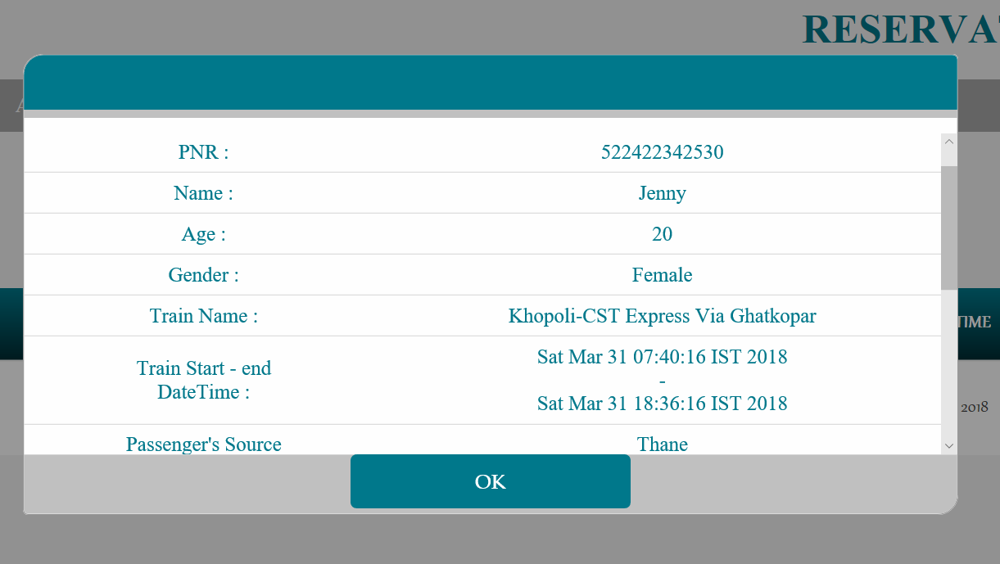 RESERVA
PNR : 522422342530
Name : Jenny
Age : 20
Gender : Female
Train Name : Khopoli-CST Express Via Ghatkopar
Train Start - end
DateTime :
Sat Mar 31 07:40:16 IST 2018
-
Sat Mar 31 18:36:16 IST 2018
TIME
2018
Passenger's Source Thane
OK